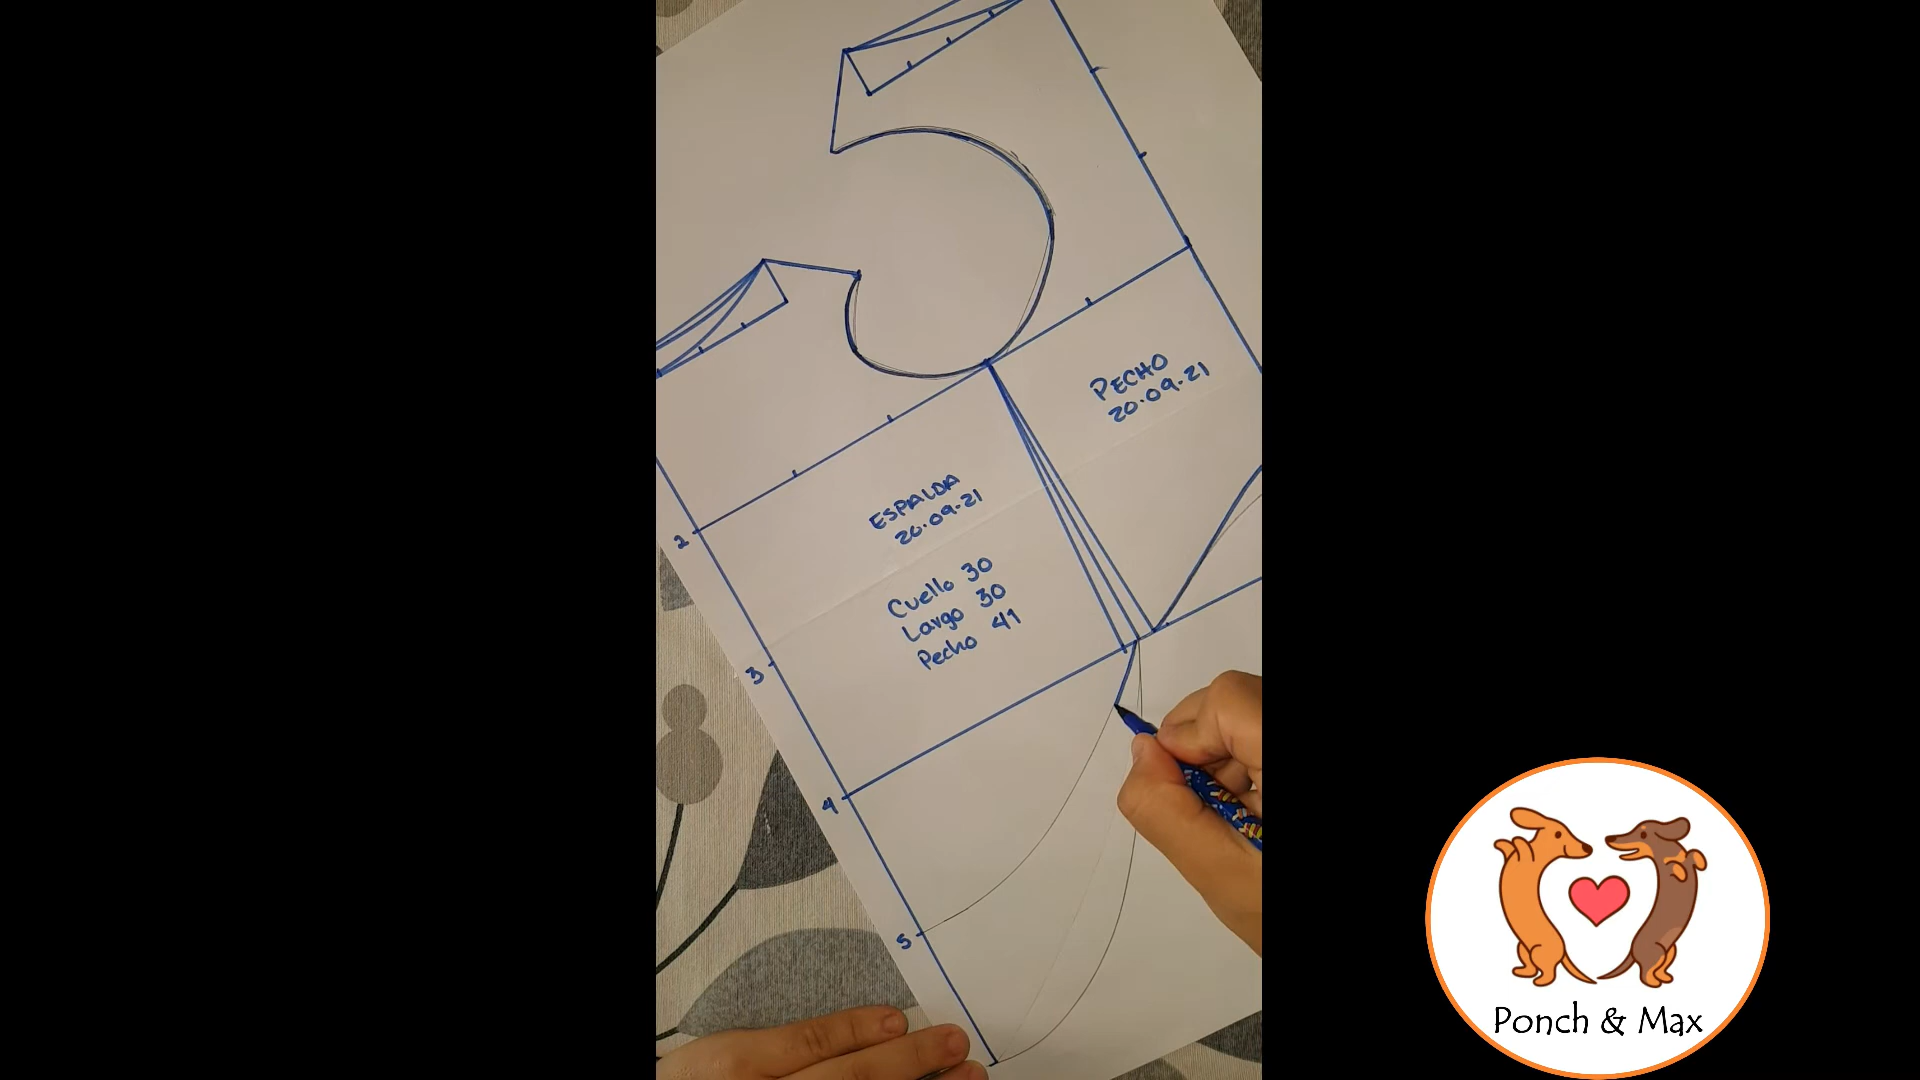 PECHO
20.09.21
ESPALDA
20.09.21
Cuello 30
Largo 30
Pecho 41
2
3
4
5
Ponch & Max